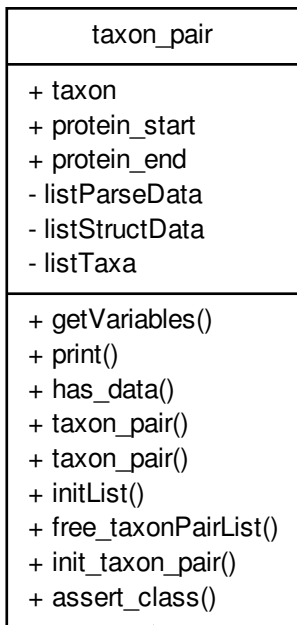 taxon_pair
+ taxon
+ protein_start
+ protein_end
- listParseData
- listStructData
- listTaxa
+ getVariables()
+ print()
+ has_data()
+ taxon_pair()
+ taxon_pair()
+ initList()
+ free_taxonPairList()
+ init_taxon_pair()
+ assert_class()